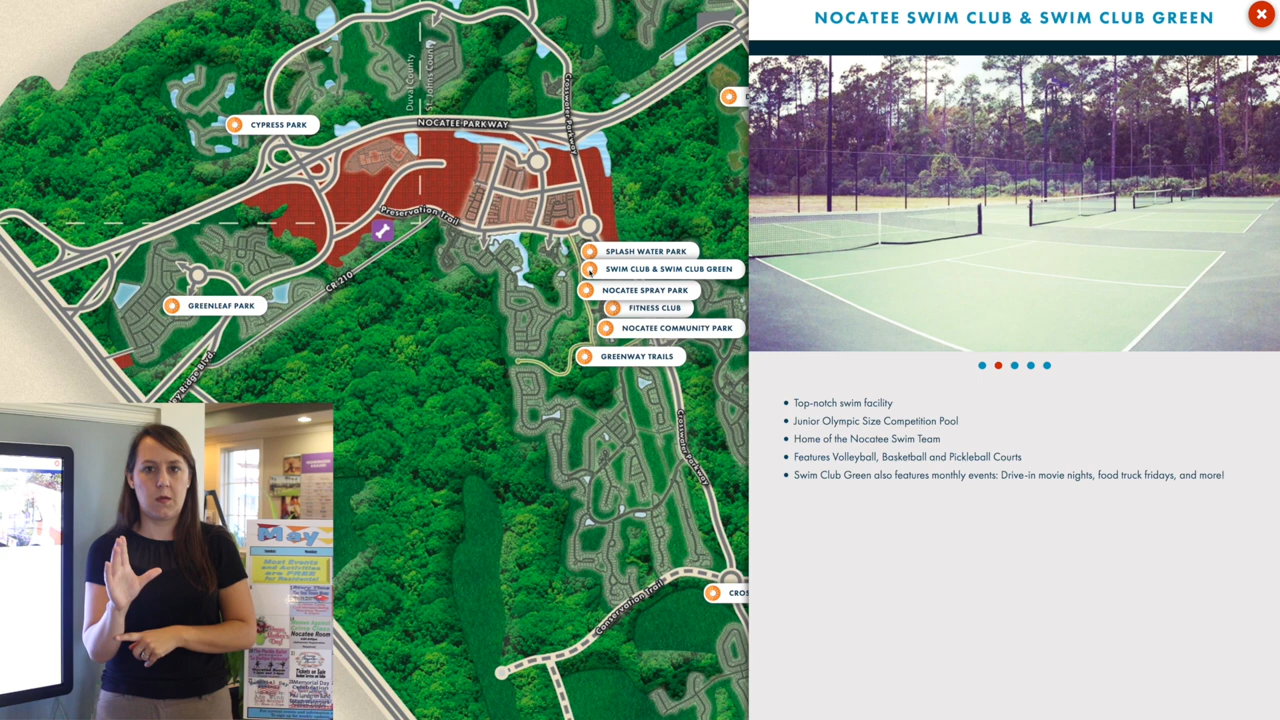 NOCATEE SWIM CLUB & SWIM CLUB GREEN
Duval County
St. Johns County
Crosswater Parkway
CYPRESS PARK
NOCATEE PARKWAY
Preservation Trail
SPLASH WATER PARK
SWIM CLUB & SWIM CLUB GREEN
CR 210
NOCATEE SPRAY PARK
GREENLEAF PARK
FITNESS CLUB
NOCATEE COMMUNITY PARK
GREENWAY TRAILS
Ridge Blvd.
Crosswater Parkway
CROS
Conservation Trail
• Top-notch swim facility
• Junior Olympic Size Competition Pool
• Home of the Nocatee Swim Team
• Features Volleyball, Basketball and Pickleball Courts
• Swim Club Green also features monthly events: Drive-in movie nights, food truck fridays, and more!
May
Most Events
and Activities
are FREE
for Residents!
Nocatee Room
Tickets on Sale
Memorial Day
Celebration